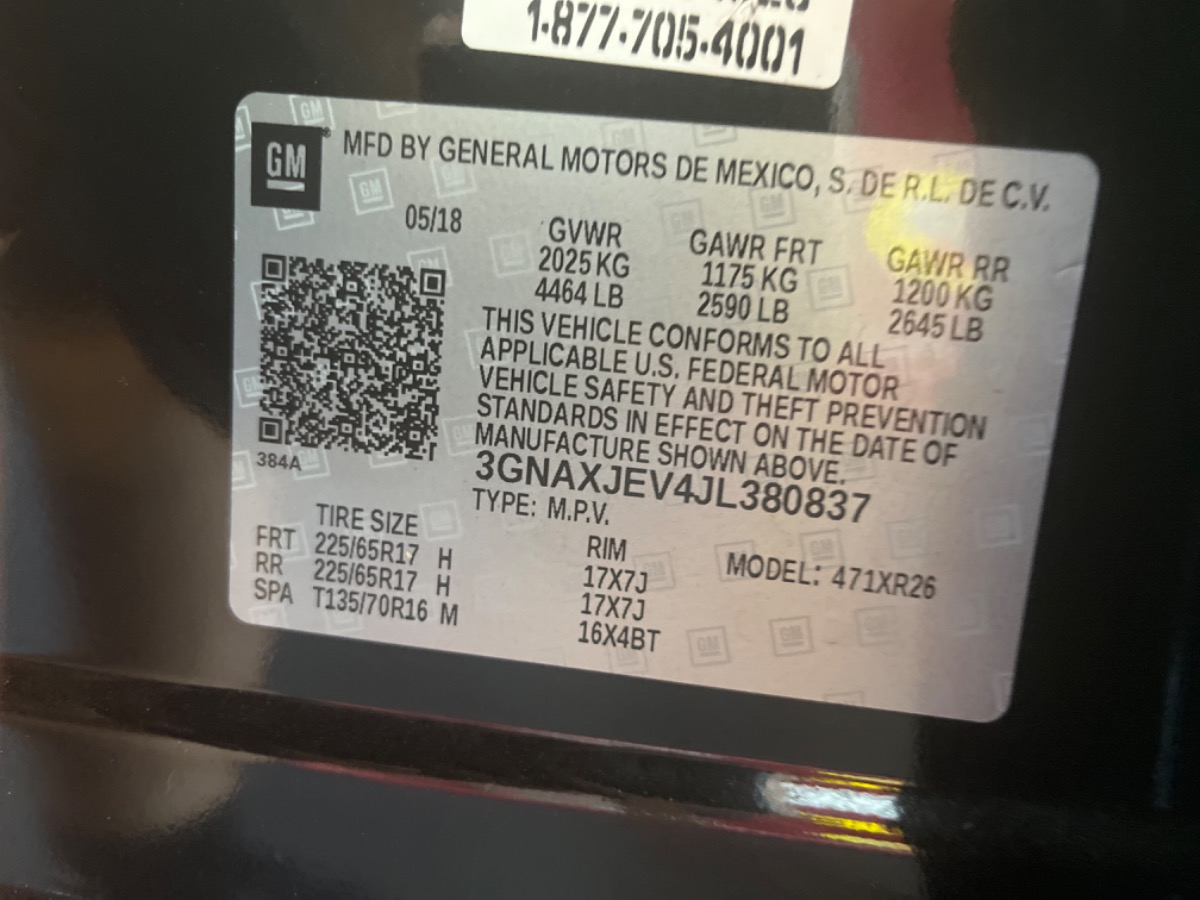 1-877-705-4001
GM
MFD BY GENERAL MOTORS DE MEXICO, S. DE R.L. DE C.V.
05/18
GVWR GAWR FRT GAWR RR
2025 KG 1175 KG 1200 KG
4464 LB 2590 LB 2645 LB
THIS VEHICLE CONFORMS TO ALL
APPLICABLE U.S. FEDERAL MOTOR
VEHICLE SAFETY AND THEFT PREVENTION
STANDARDS IN EFFECT ON THE DATE OF
MANUFACTURE SHOWN ABOVE.
384A
3GNAXJEV4JL380837
TYPE: M.P.V.
TIRE SIZE RIM MODEL: 471XR26
FRT 225/65R17 H 17X7J
RR 225/65R17 H 17X7J
SPA T135/70R16 M 16X4BT